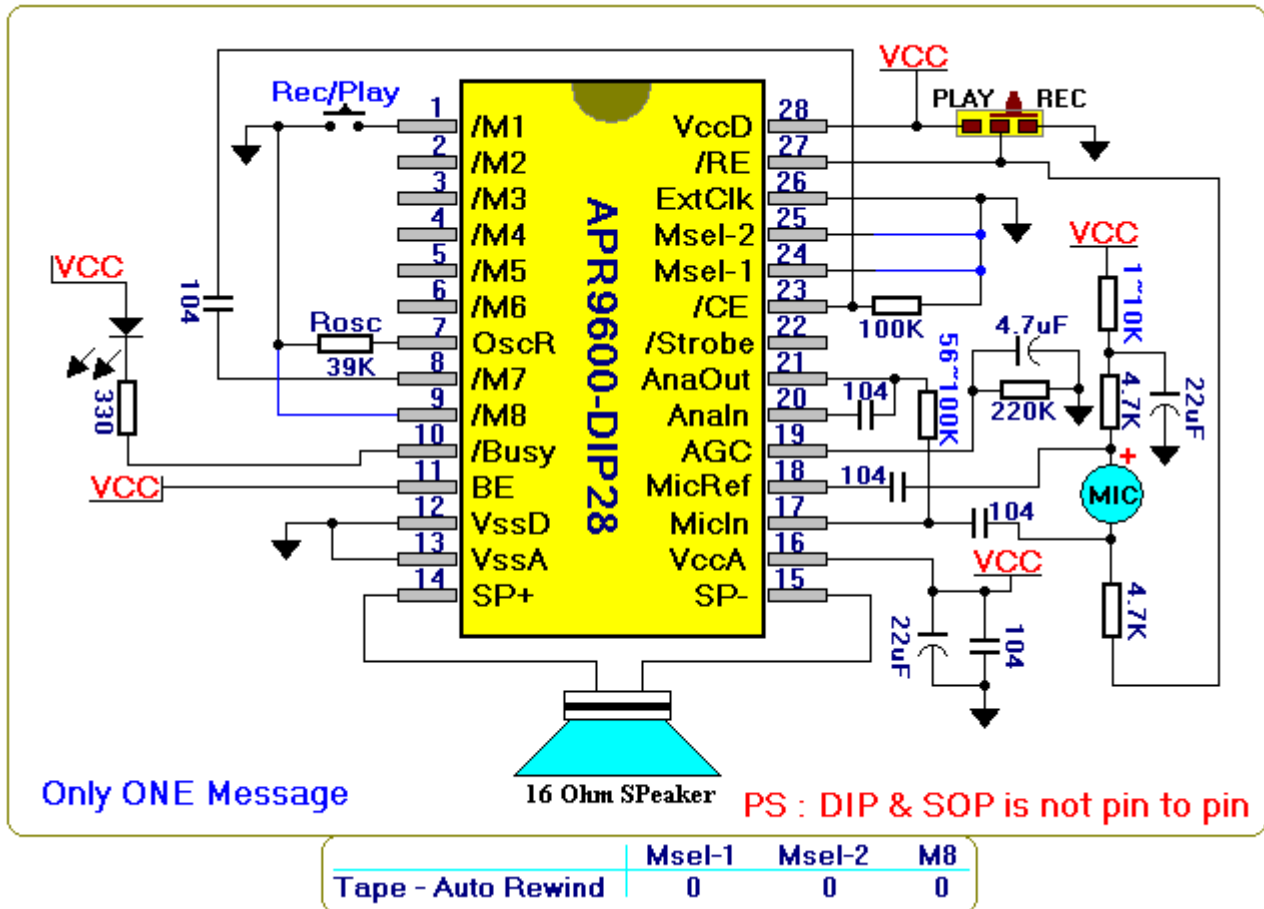 VCC
Rec/Play
PLAY REC
1 /M1
2 /M2
3 /M3
4 /M4
5 /M5
6 /M6
7 OscR
8 /M7
9 /M8
10 /Busy
11 BE
12 VssD
13 VssA
14 SP+
APR9600-DIP28
28 VccD
27 /RE
26 ExtClk
25 Msel-2
24 Msel-1
23 /CE
22 /Strobe
21 AnaOut
20 AnaIn
19 AGC
18 MicRef
17 MicIn
16 VccA
15 SP-
VCC
104
Rosc
39K
330
VCC
100K
56~100K
4.7uF
220K
VCC
1~10K
4.7K
22uF
104
104
104
+
MIC
4.7K
VCC
22uF
104
16 Ohm SPeaker
Only ONE Message
PS : DIP & SOP is not pin to pin
Msel-1 Msel-2 M8
Tape - Auto Rewind 0 0 0